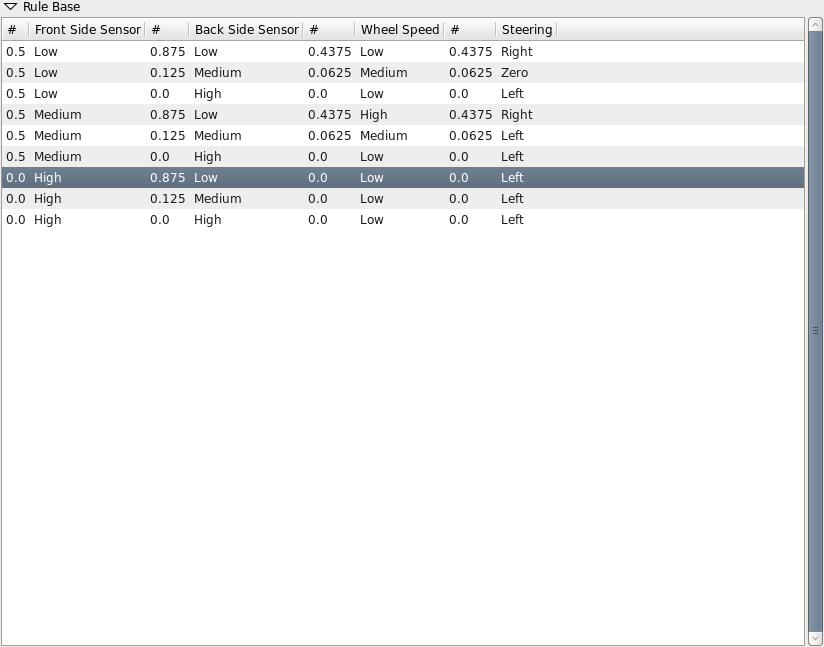 Rule Base
# Front Side Sensor # Back Side Sensor # Wheel Speed # Steering
0.5 Low 0.875 Low 0.4375 Low 0.4375 Right
0.5 Low 0.125 Medium 0.0625 Medium 0.0625 Zero
0.5 Low 0.0 High 0.0 Low 0.0 Left
0.5 Medium 0.875 Low 0.4375 High 0.4375 Right
0.5 Medium 0.125 Medium 0.0625 Medium 0.0625 Left
0.5 Medium 0.0 High 0.0 Low 0.0 Left
0.0 High 0.875 Low 0.0 Low 0.0 Left
0.0 High 0.125 Medium 0.0 Low 0.0 Left
0.0 High 0.0 High 0.0 Low 0.0 Left